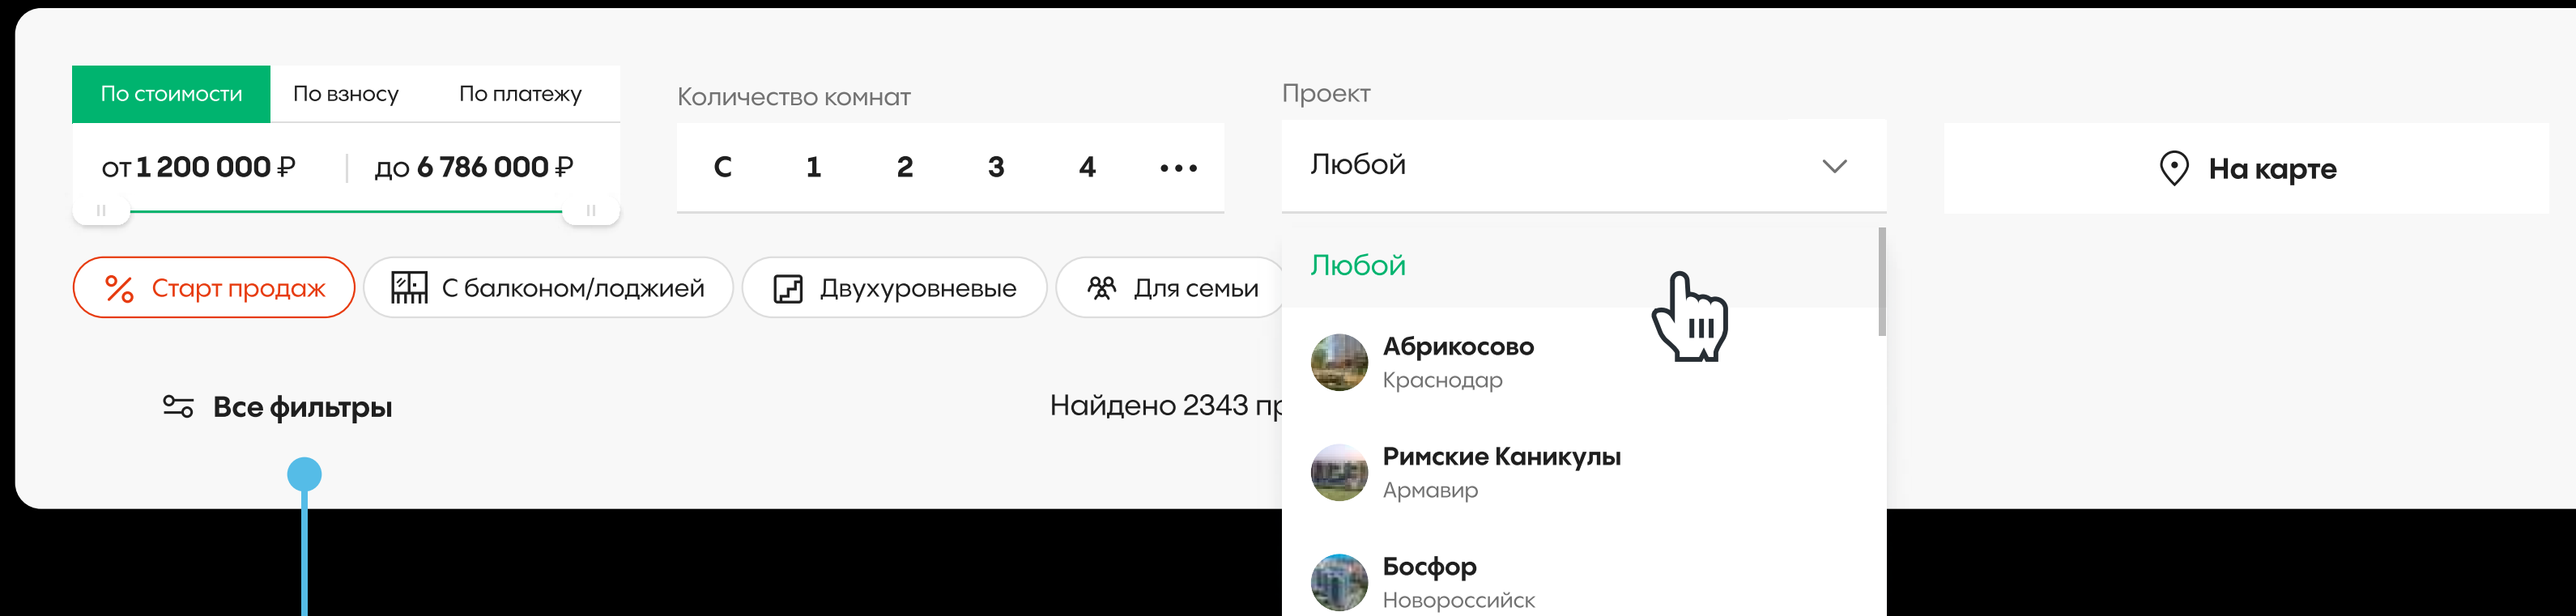 По стоимости
По взносу
По платежу
от 1 200 000 ₽
до 6 786 000 ₽
Количество комнат
С 1 2 3 4 •••
Проект
Любой
На карте
Старт продаж
С балконом/лоджией
Двухуровневые
Для семьи
Все фильтры
Найдено 2343
Любой
Абрикосово
Краснодар
Римские Каникулы
Армавир
Босфор
Новороссийск